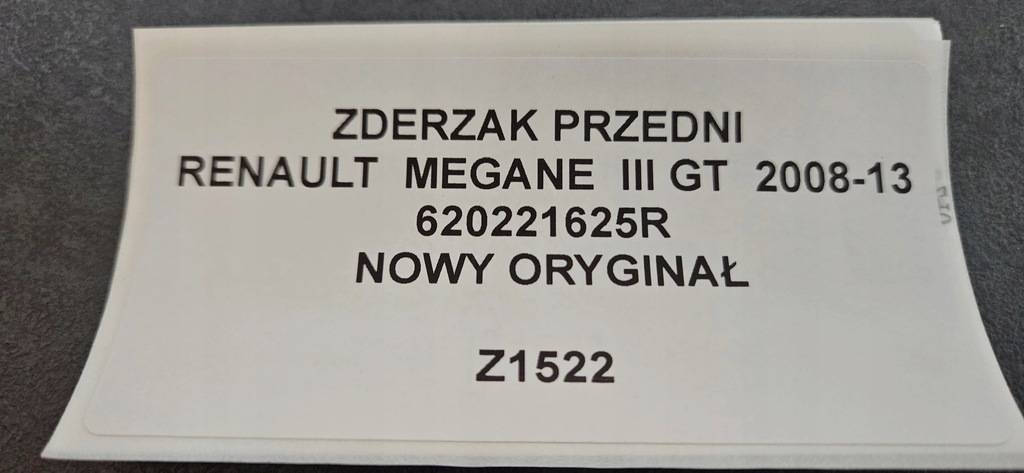 ZDERZAK PRZEDNI
RENAULT MEGANE III GT 2008-13
620221625R
NOWY ORYGINAŁ
Z1522